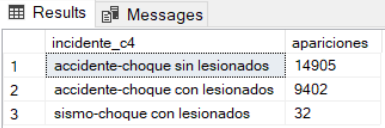 Results Messages
incidente_c4 apariciones
1 accidente-choque sin lesionados 14905
2 accidente-choque con lesionados 9402
3 sismo-choque con lesionados 32